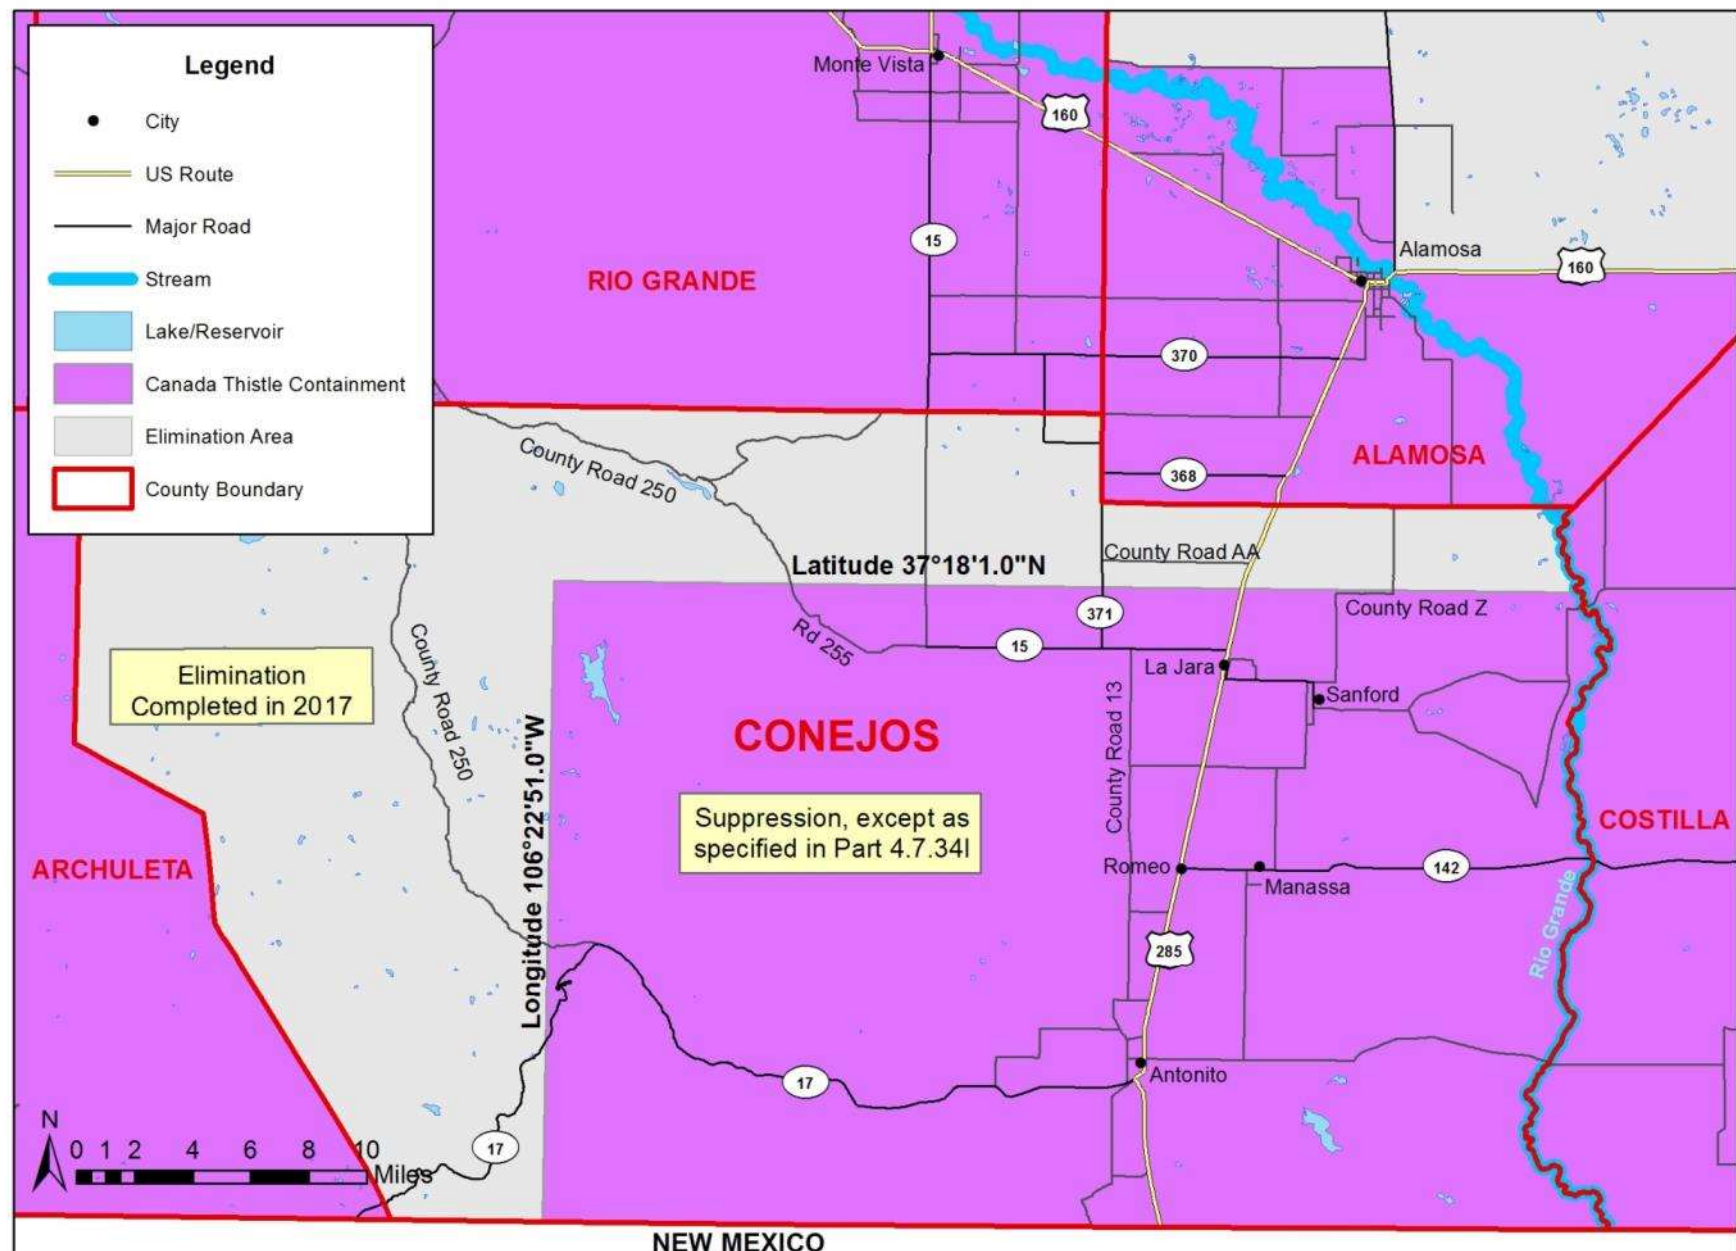 Legend
City
US Route
Major Road
Stream
Lake/Reservoir
Canada Thistle Containment
Elimination Area
County Boundary
Monte Vista
160
15
RIO GRANDE
Alamosa
160
370
368
ALAMOSA
County Road 250
Latitude 37°18'1.0"N
County Road AA
371
County Road Z
Rd 255
15
La Jara
Sanford
County Road 13
County Road 250
Elimination
Completed in 2017
Longitude 106°22'51.0"W
CONEJOS
Suppression, except as
specified in Part 4.7.34I
ARCHULETA
COSTILLA
Romeo
Manassa
142
Rio Grande
285
Antonito
17
17
N
0 1 2 4 6 8 10
Miles
NEW MEXICO